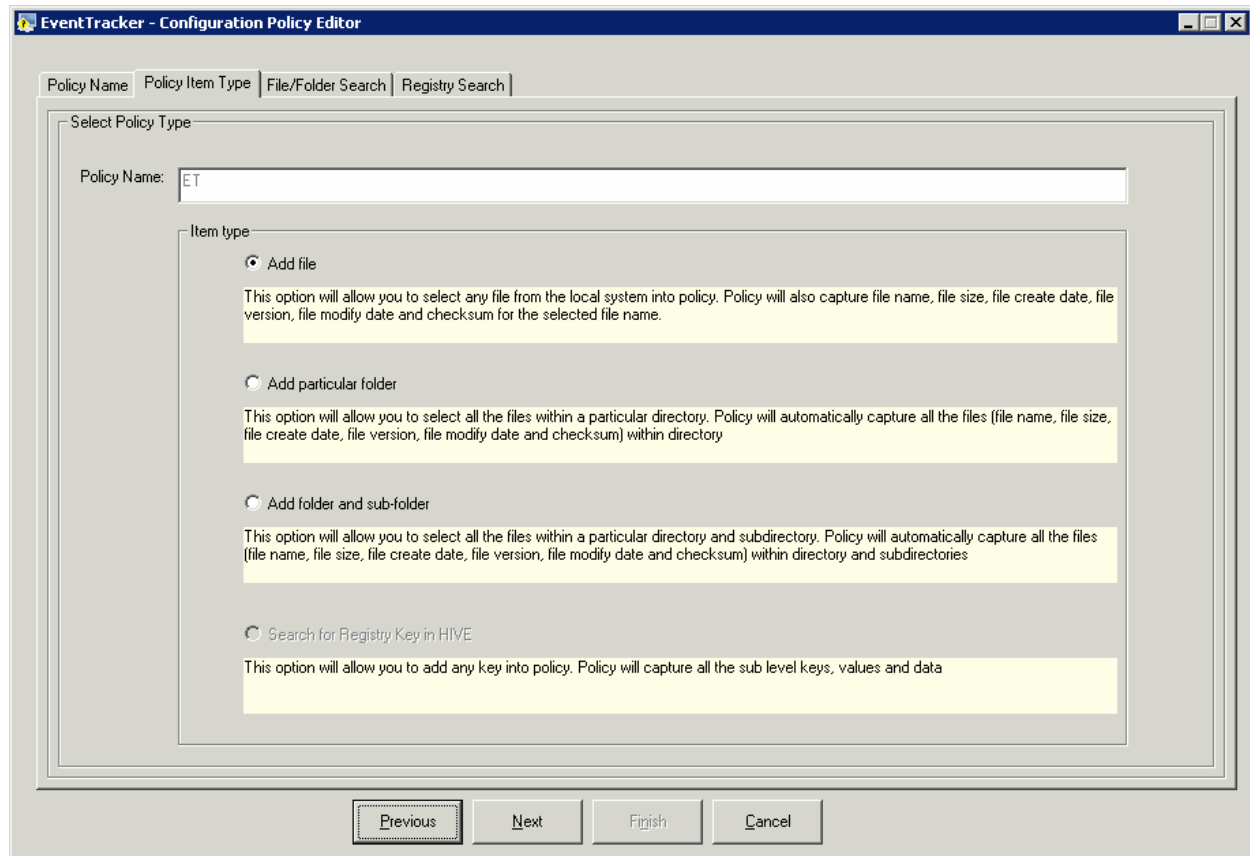 EventTracker - Configuration Policy Editor
Policy Name
Policy Item Type
File/Folder Search
Registry Search
Select Policy Type
Policy Name:
ET
Item type
Add file
This option will allow you to select any file from the local system into policy. Policy will also capture file name, file size, file create date, file
version, file modify date and checksum for the selected file name.
Add particular folder
This option will allow you to select all the files within a particular directory. Policy will automatically capture all the files (file name, file size,
file create date, file version, file modify date and checksum) within directory
Add folder and sub-folder
This option will allow you to select all the files within a particular directory and subdirectory. Policy will automatically capture all the files
(file name, file size, file create date, file version, file modify date and checksum) within directory and subdirectories
Search for Registry Key in HIVE
This option will allow you to add any key into policy. Policy will capture all the sub level keys, values and data
Previous
Next
Finish
Cancel